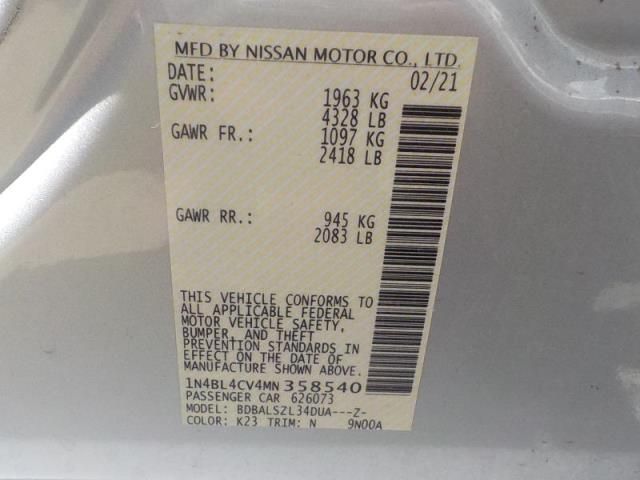 MFD BY NISSAN MOTOR CO., LTD.
DATE: 02/21
GVWR: 1963 KG
4328 LB
GAWR FR.: 1097 KG
2418 LB
GAWR RR.: 945 KG
2083 LB
THIS VEHICLE CONFORMS TO
ALL APPLICABLE FEDERAL
MOTOR VEHICLE SAFETY,
BUMPER, AND THEFT
PREVENTION STANDARDS IN
EFFECT ON THE DATE OF
MANUFACTURE SHOWN ABOVE.
1N4BL4CV4MN358540
PASSENGER CAR 626073
MODEL: BDBALSZL34DUA---Z-
COLOR: K23 TRIM: N 9N00A